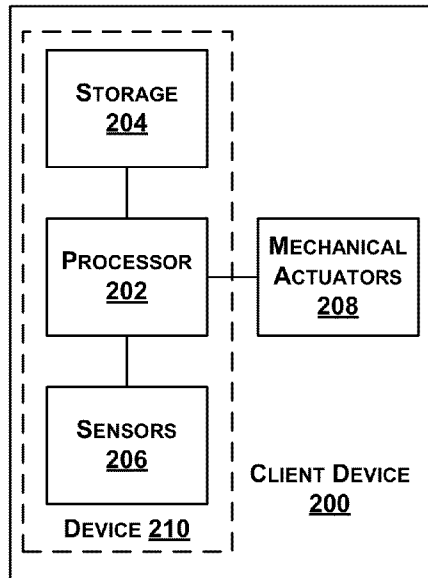 STORAGE
204
PROCESSOR
202
MECHANICAL
ACTUATORS
208
SENSORS
206
CLIENT DEVICE
200
DEVICE 210